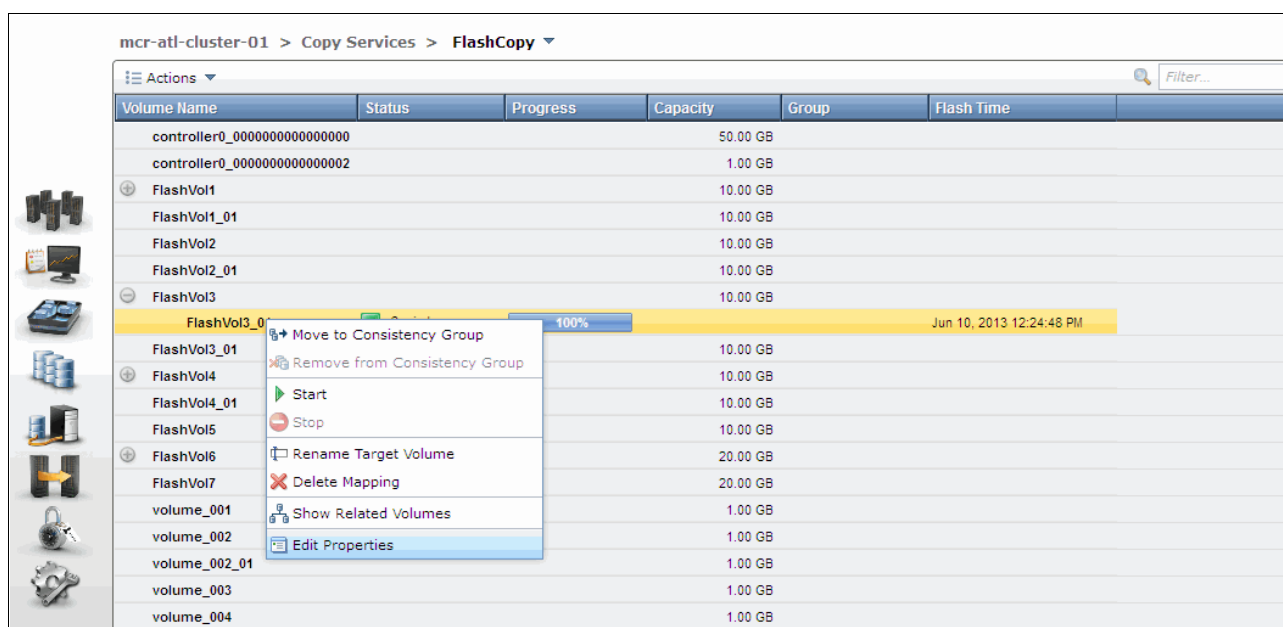 mcr-atl-cluster-01 > Copy Services > FlashCopy
Actions Filter...
Volume Name Status Progress Capacity Group Flash Time
controller0_0000000000000000 50.00 GB
controller0_0000000000000002 1.00 GB
FlashVol1 10.00 GB
FlashVol1_01 10.00 GB
FlashVol2 10.00 GB
FlashVol2_01 10.00 GB
FlashVol3 10.00 GB
100% Jun 10, 2013 12:24:48 PM
Move to Consistency Group
FlashVol3_01 10.00 GB
Remove from Consistency Group
FlashVol4 10.00 GB
Start
FlashVol4_01 10.00 GB
Stop
FlashVol5 10.00 GB
Rename Target Volume
FlashVol6 20.00 GB
Delete Mapping
FlashVol7 20.00 GB
volume_001 1.00 GB
Show Related Volumes
volume_002 1.00 GB
Edit Properties
volume_002_01 1.00 GB
volume_003 1.00 GB
volume_004 1.00 GB